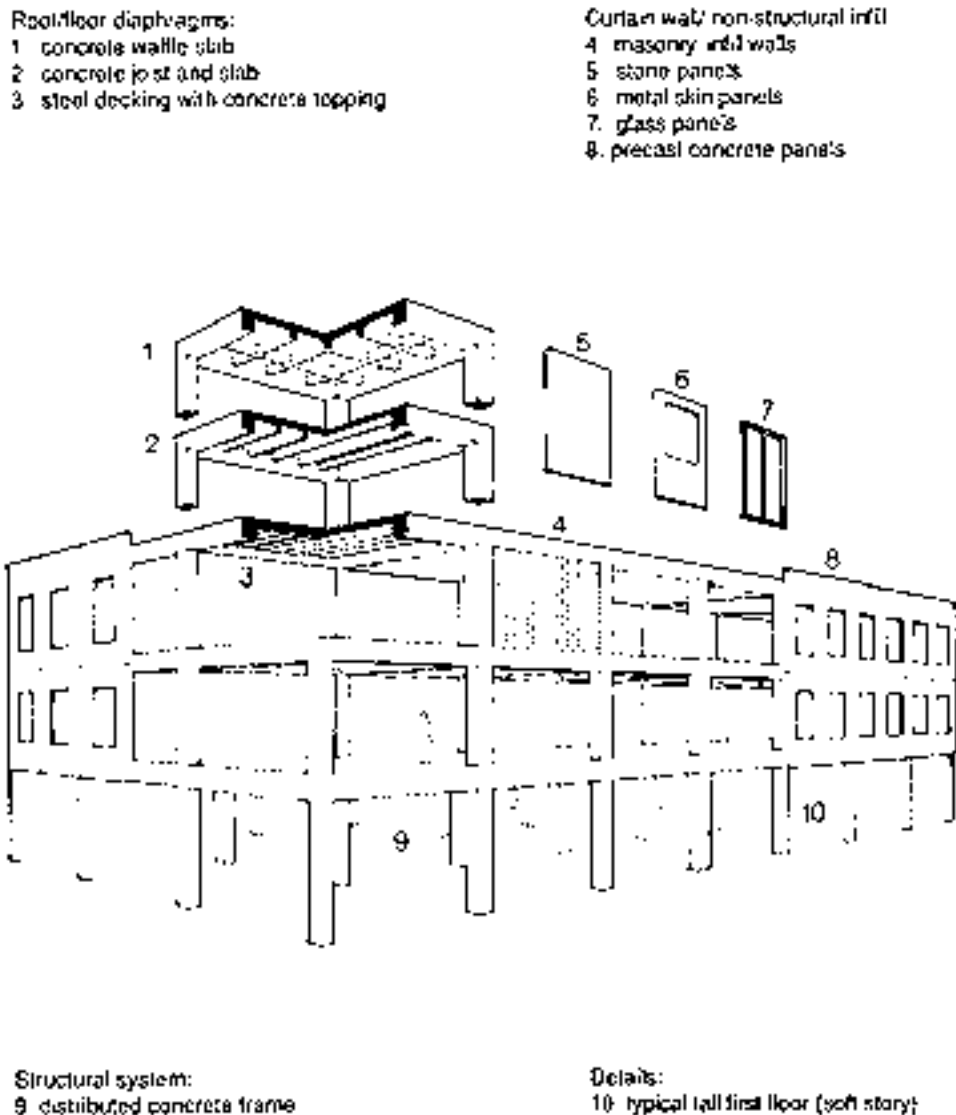 Roof/floor diaphragms:
1 concrete waffle slab
2 concrete joist and slab
3 steel decking with concrete topping
Curtain wall/ non-structural infill
4 masonry infill walls
5 stone panels
6 metal skin panels
7. glass panels
8. precast concrete panels
1
5
6
2
7
4
3
8
9
10
Structural system:
9 distributed concrete frame
Details:
10 typical tall first floor (soft story)